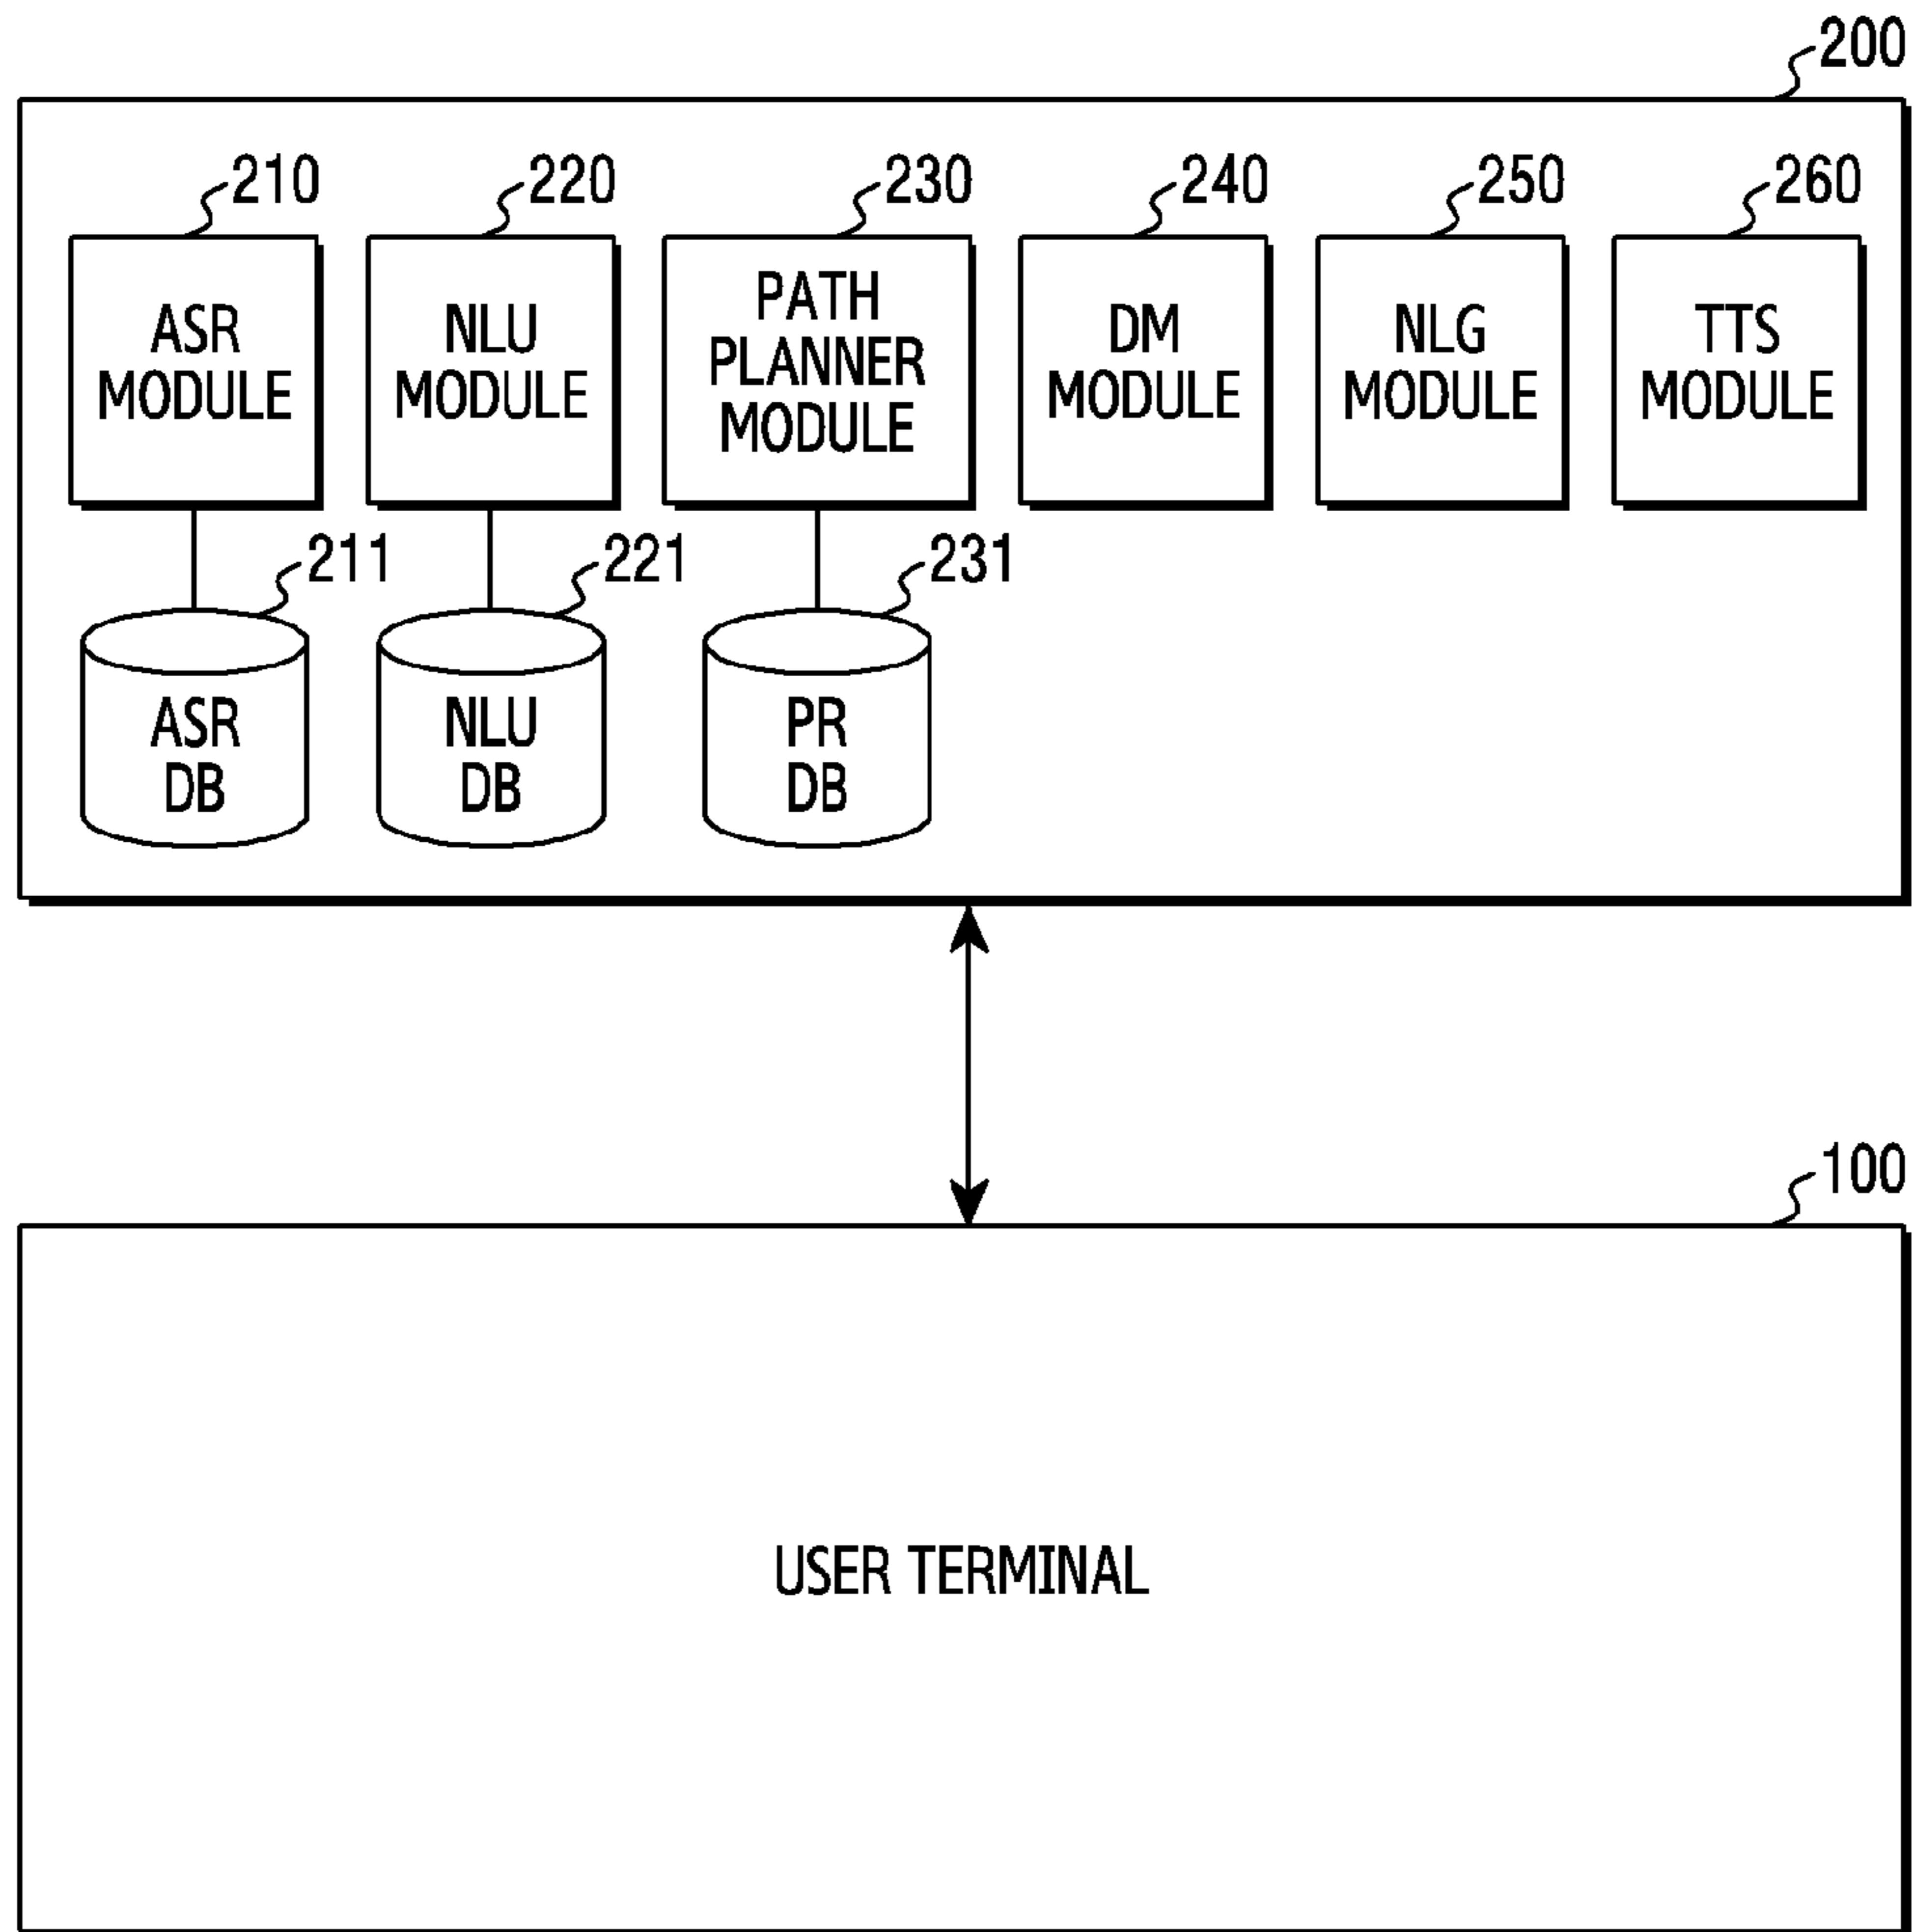 200
210
220
230
240
250
260
ASR
MODULE
NLU
MODULE
PATH
PLANNER
MODULE
DM
MODULE
NLG
MODULE
TTS
MODULE
211
221
231
ASR
DB
NLU
DB
PR
DB
100
USER TERMINAL